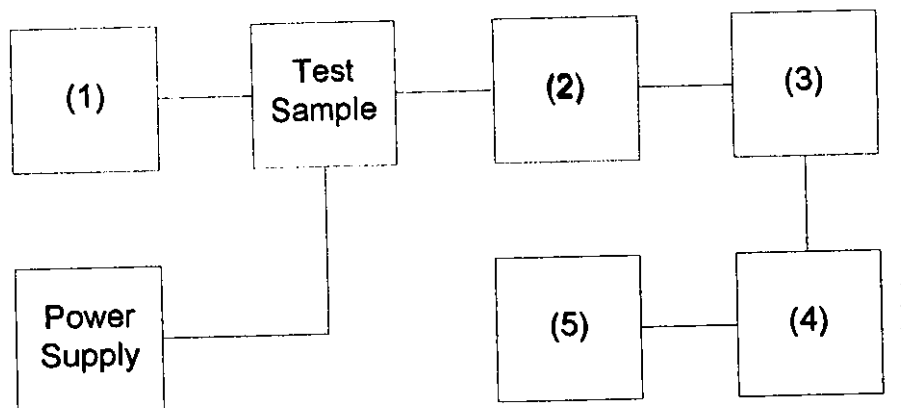 (1)
Test
Sample
(2)
(3)
Power
Supply
(5)
(4)